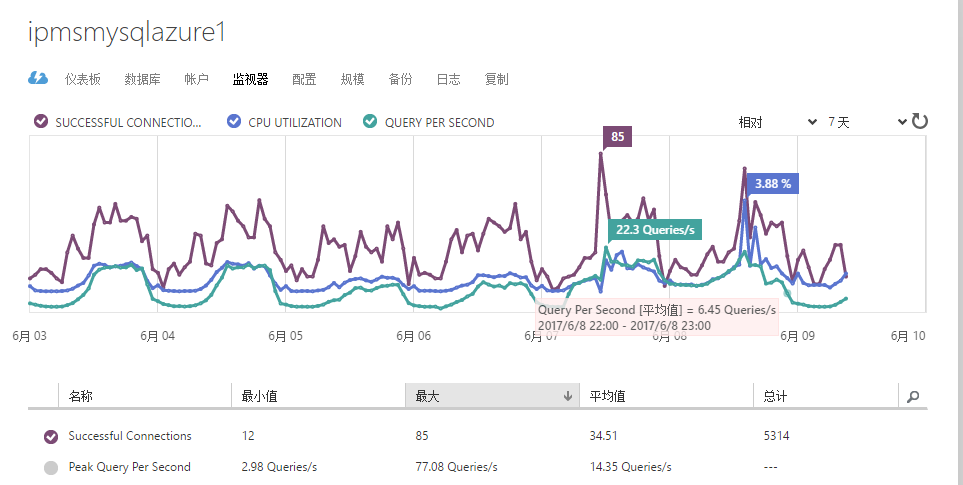 ipmsmysqlazure1
仪表板 数据库 帐户 监视器 配置 规模 备份 日志 复制
SUCCESSFUL CONNECTIO... CPU UTILIZATION QUERY PER SECOND 相对 7 天
85
3.88 %
22.3 Queries/s
Query Per Second [平均值] = 6.45 Queries/s
2017/6/8 22:00 - 2017/6/8 23:00
6月 03 6月 04 6月 05 6月 06 6月 07 6月 08 6月 09 6月 10
名称 最小值 最大 平均值 总计
Successful Connections 12 85 34.51 5314
Peak Query Per Second 2.98 Queries/s 77.08 Queries/s 14.35 Queries/s ---